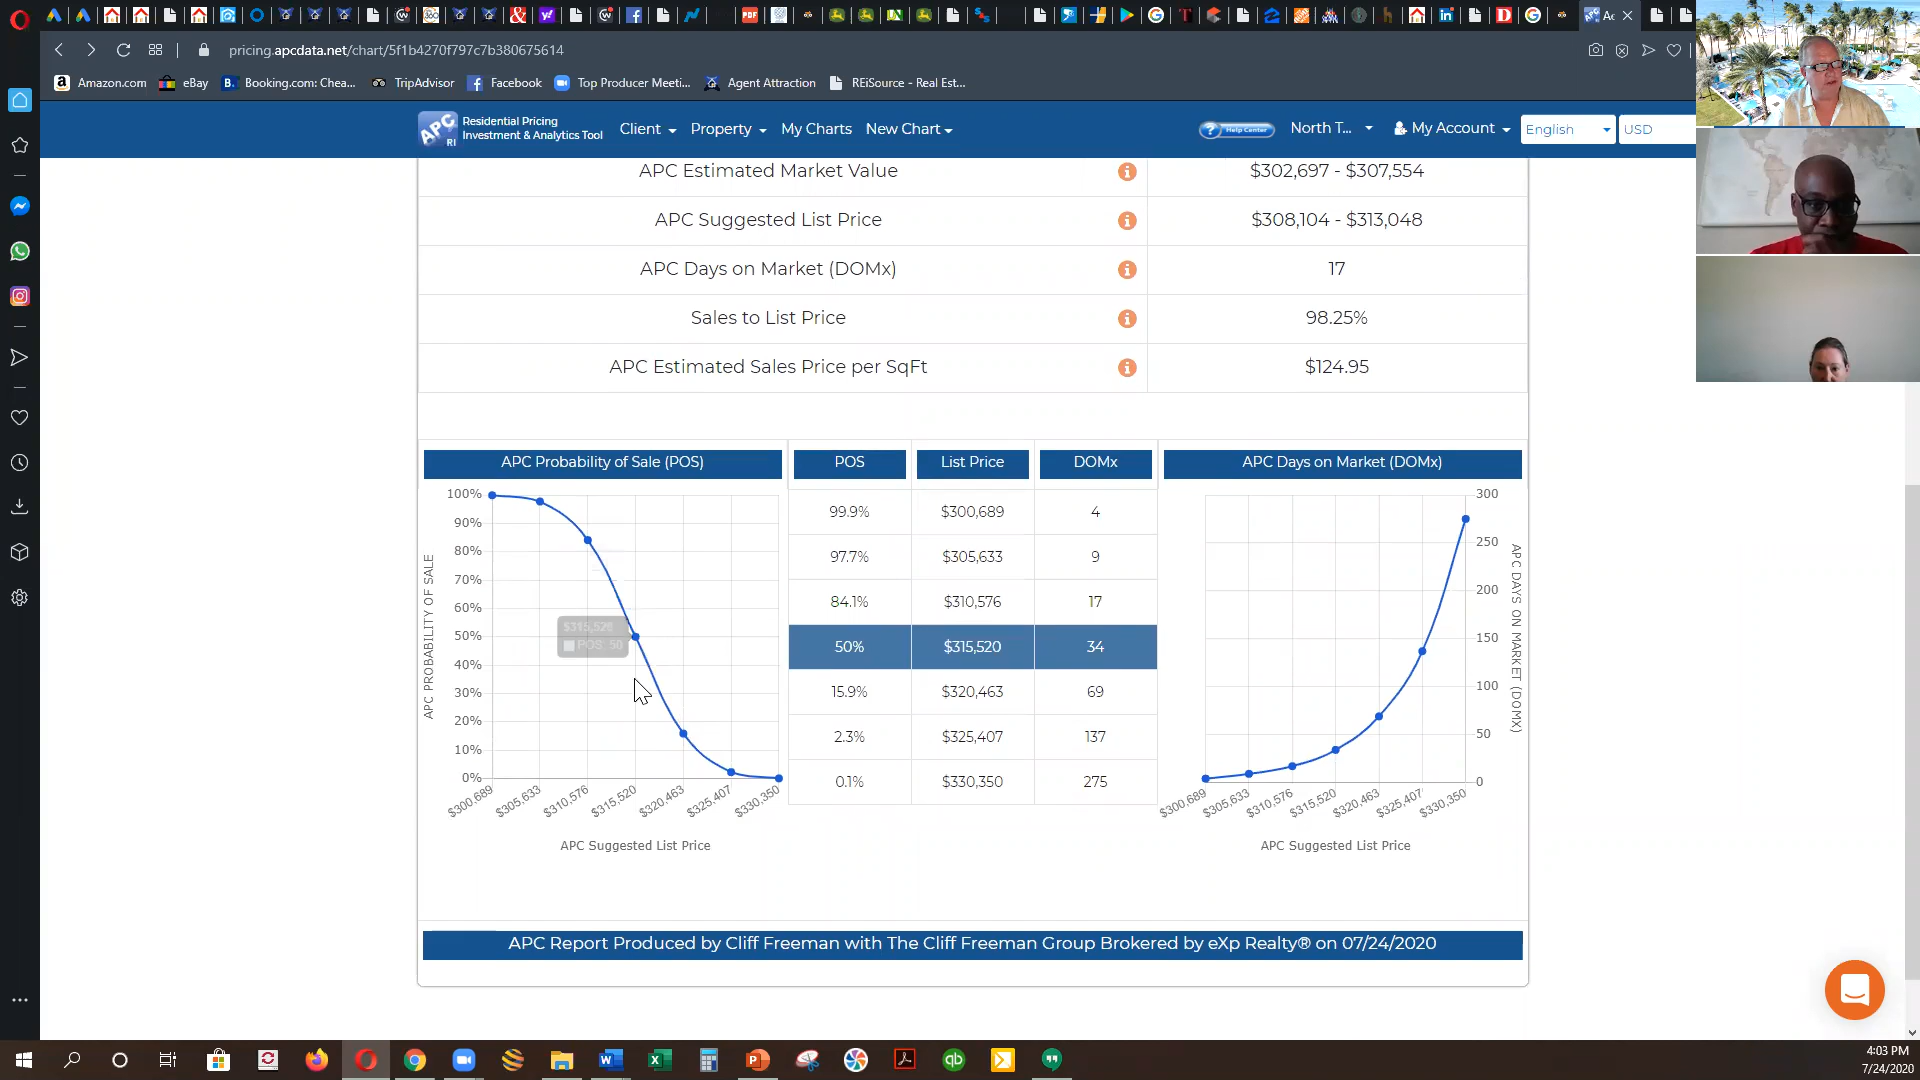 Ac
pricing.apcdata.net/chart/5f1b4270f797c7b380675614
Amazon.com eBay Booking.com: Chea... TripAdvisor Facebook Top Producer Meeti... Agent Attraction REiSource - Real Est...
APC RI
Residential Pricing
Investment & Analytics Tool
Client Property My Charts New Chart Help Center North T... My Account English USD
APC Estimated Market Value $302,697 - $307,554
APC Suggested List Price $308,104 - $313,048
APC Days on Market (DOMx) 17
Sales to List Price 98.25%
APC Estimated Sales Price per SqFt $124.95
APC Probability of Sale (POS)
APC PROBABILITY OF SALE
100%
90%
80%
70%
60%
50%
40%
30%
20%
10%
0%
$315,520
POS: 50
$300,689 $305,633 $310,576 $315,520 $320,463 $325,407 $330,350
APC Suggested List Price
POS List Price DOMx
99.9% $300,689 4
97.7% $305,633 9
84.1% $310,576 17
50% $315,520 34
15.9% $320,463 69
2.3% $325,407 137
0.1% $330,350 275
APC Days on Market (DOMx)
300
250
200
150
100
50
0
APC DAYS ON MARKET (DOMX)
$300,689 $305,633 $310,576 $315,520 $320,463 $325,407 $330,350
APC Suggested List Price
APC Report Produced by Cliff Freeman with The Cliff Freeman Group Brokered by eXp Realty® on 07/24/2020
4:03 PM
7/24/2020